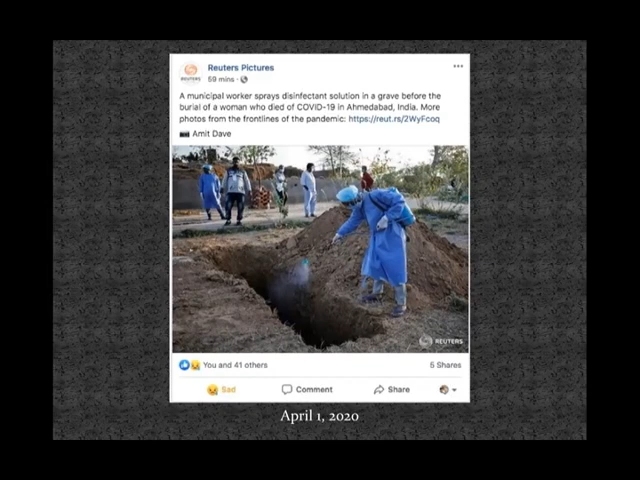 Reuters Pictures
REUTERS
59 mins ·
A municipal worker sprays disinfectant solution in a grave before the
burial of a woman who died of COVID-19 in Ahmedabad, India. More
photos from the frontlines of the pandemic: https://reut.rs/2WyFcoq
Amit Dave
REUTERS
You and 41 others
5 Shares
Sad
Comment
Share
April 1, 2020